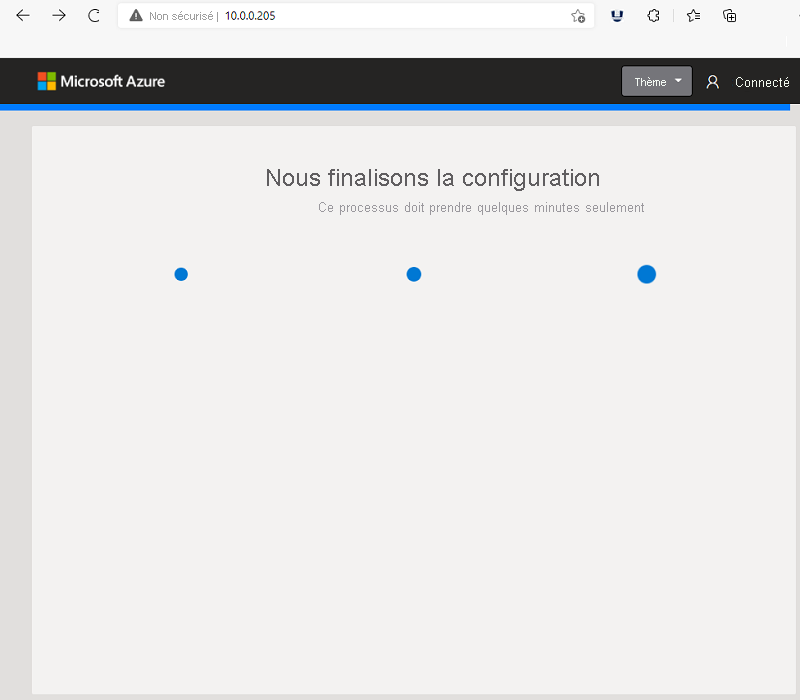 Non sécurisé | 10.0.0.205
Microsoft Azure
Thème
Connecté
Nous finalisons la configuration
Ce processus doit prendre quelques minutes seulement